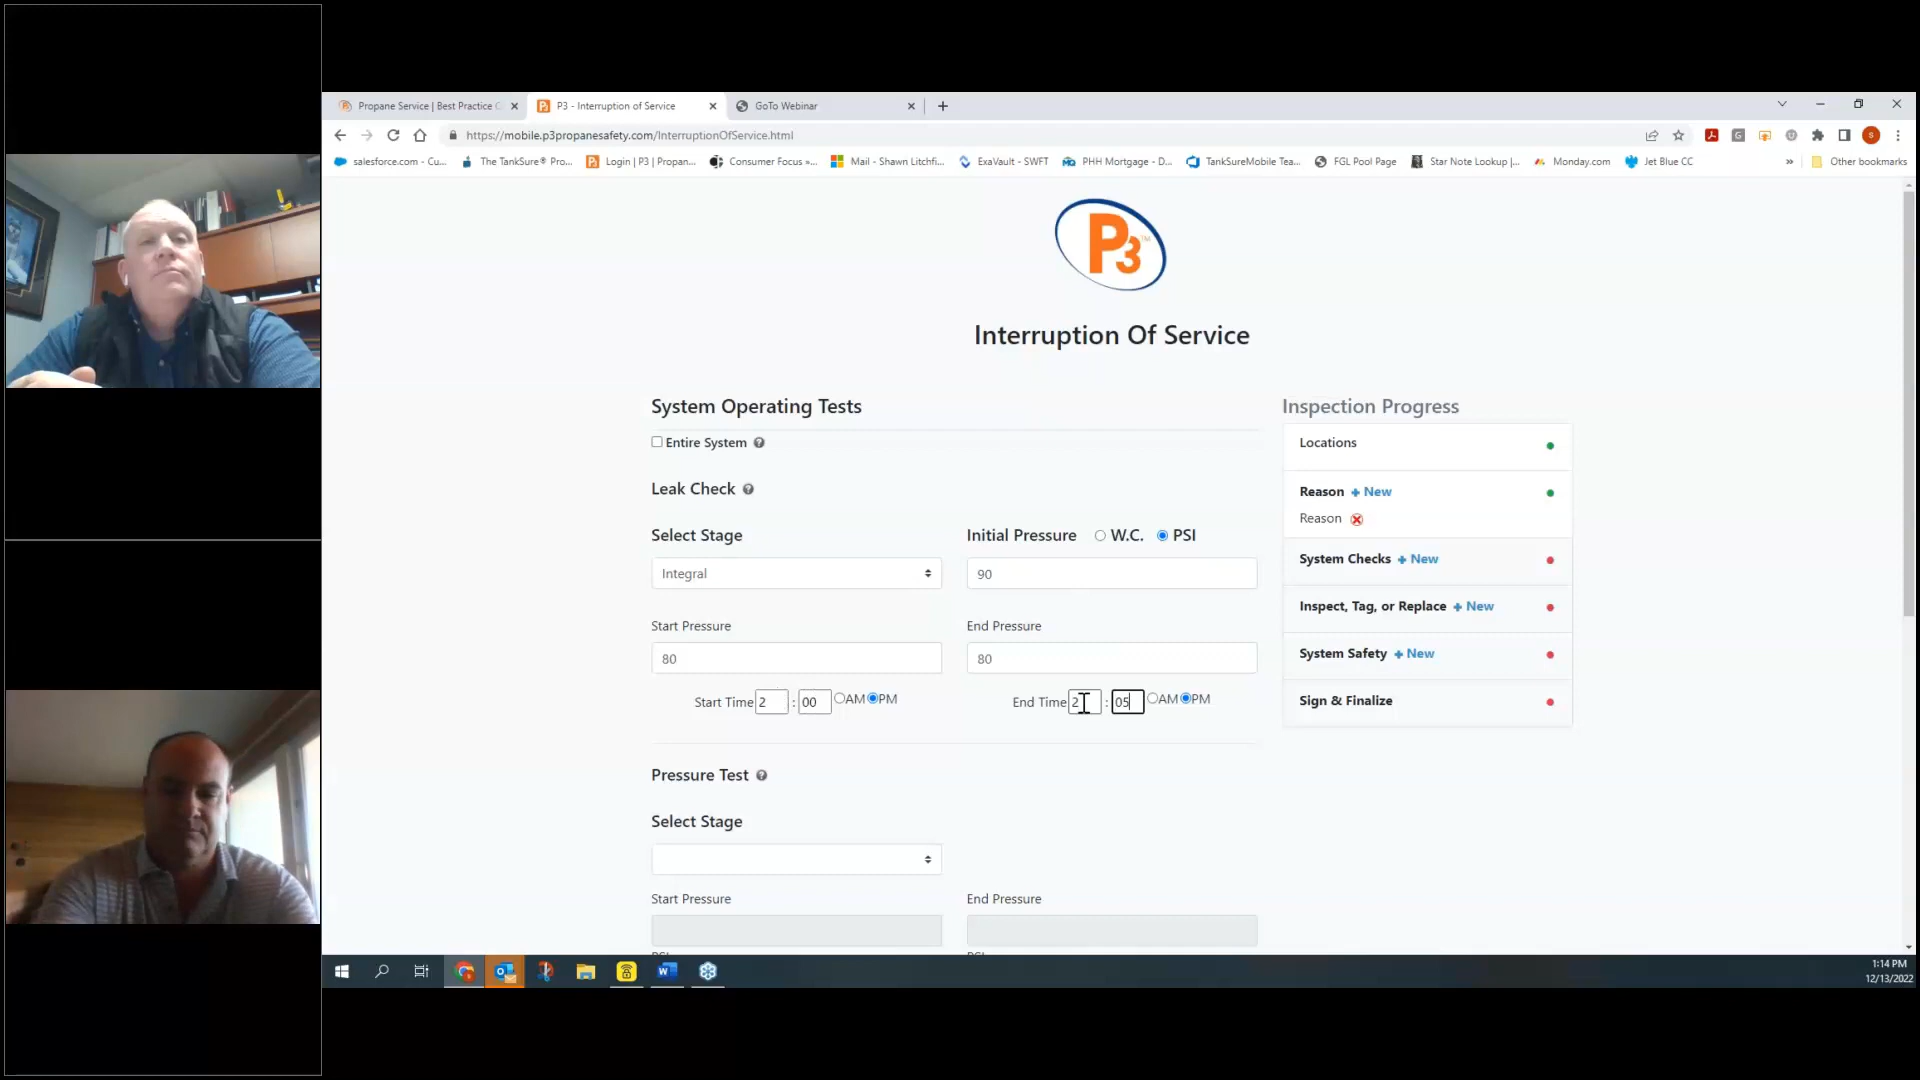 Propane Service | Best Practice
P3 - Interruption of Service
GoTo Webinar
https://mobile.p3propanesafety.com/InterruptionOfService.html
salesforce.com - Cu...
The TankSure® Pro...
Login | P3 | Propan...
Consumer Focus »...
Mail - Shawn Litchfi...
ExaVault - SWFT
PHH Mortgage - D...
TankSureMobile Tea...
FGL Pool Page
Star Note Lookup |...
Monday.com
Jet Blue CC
»
Other bookmarks
P3™
Interruption Of Service
System Operating Tests
Entire System
Leak Check
Select Stage
Initial Pressure W.C. PSI
Integral
90
Start Pressure
End Pressure
80
80
Start Time 2 : 00 AM PM
End Time 2 : 05 AM PM
Pressure Test
Select Stage
Start Pressure
End Pressure
Inspection Progress
Locations
Reason + New
Reason
System Checks + New
Inspect, Tag, or Replace + New
System Safety + New
Sign & Finalize
1:14 PM
12/13/2022